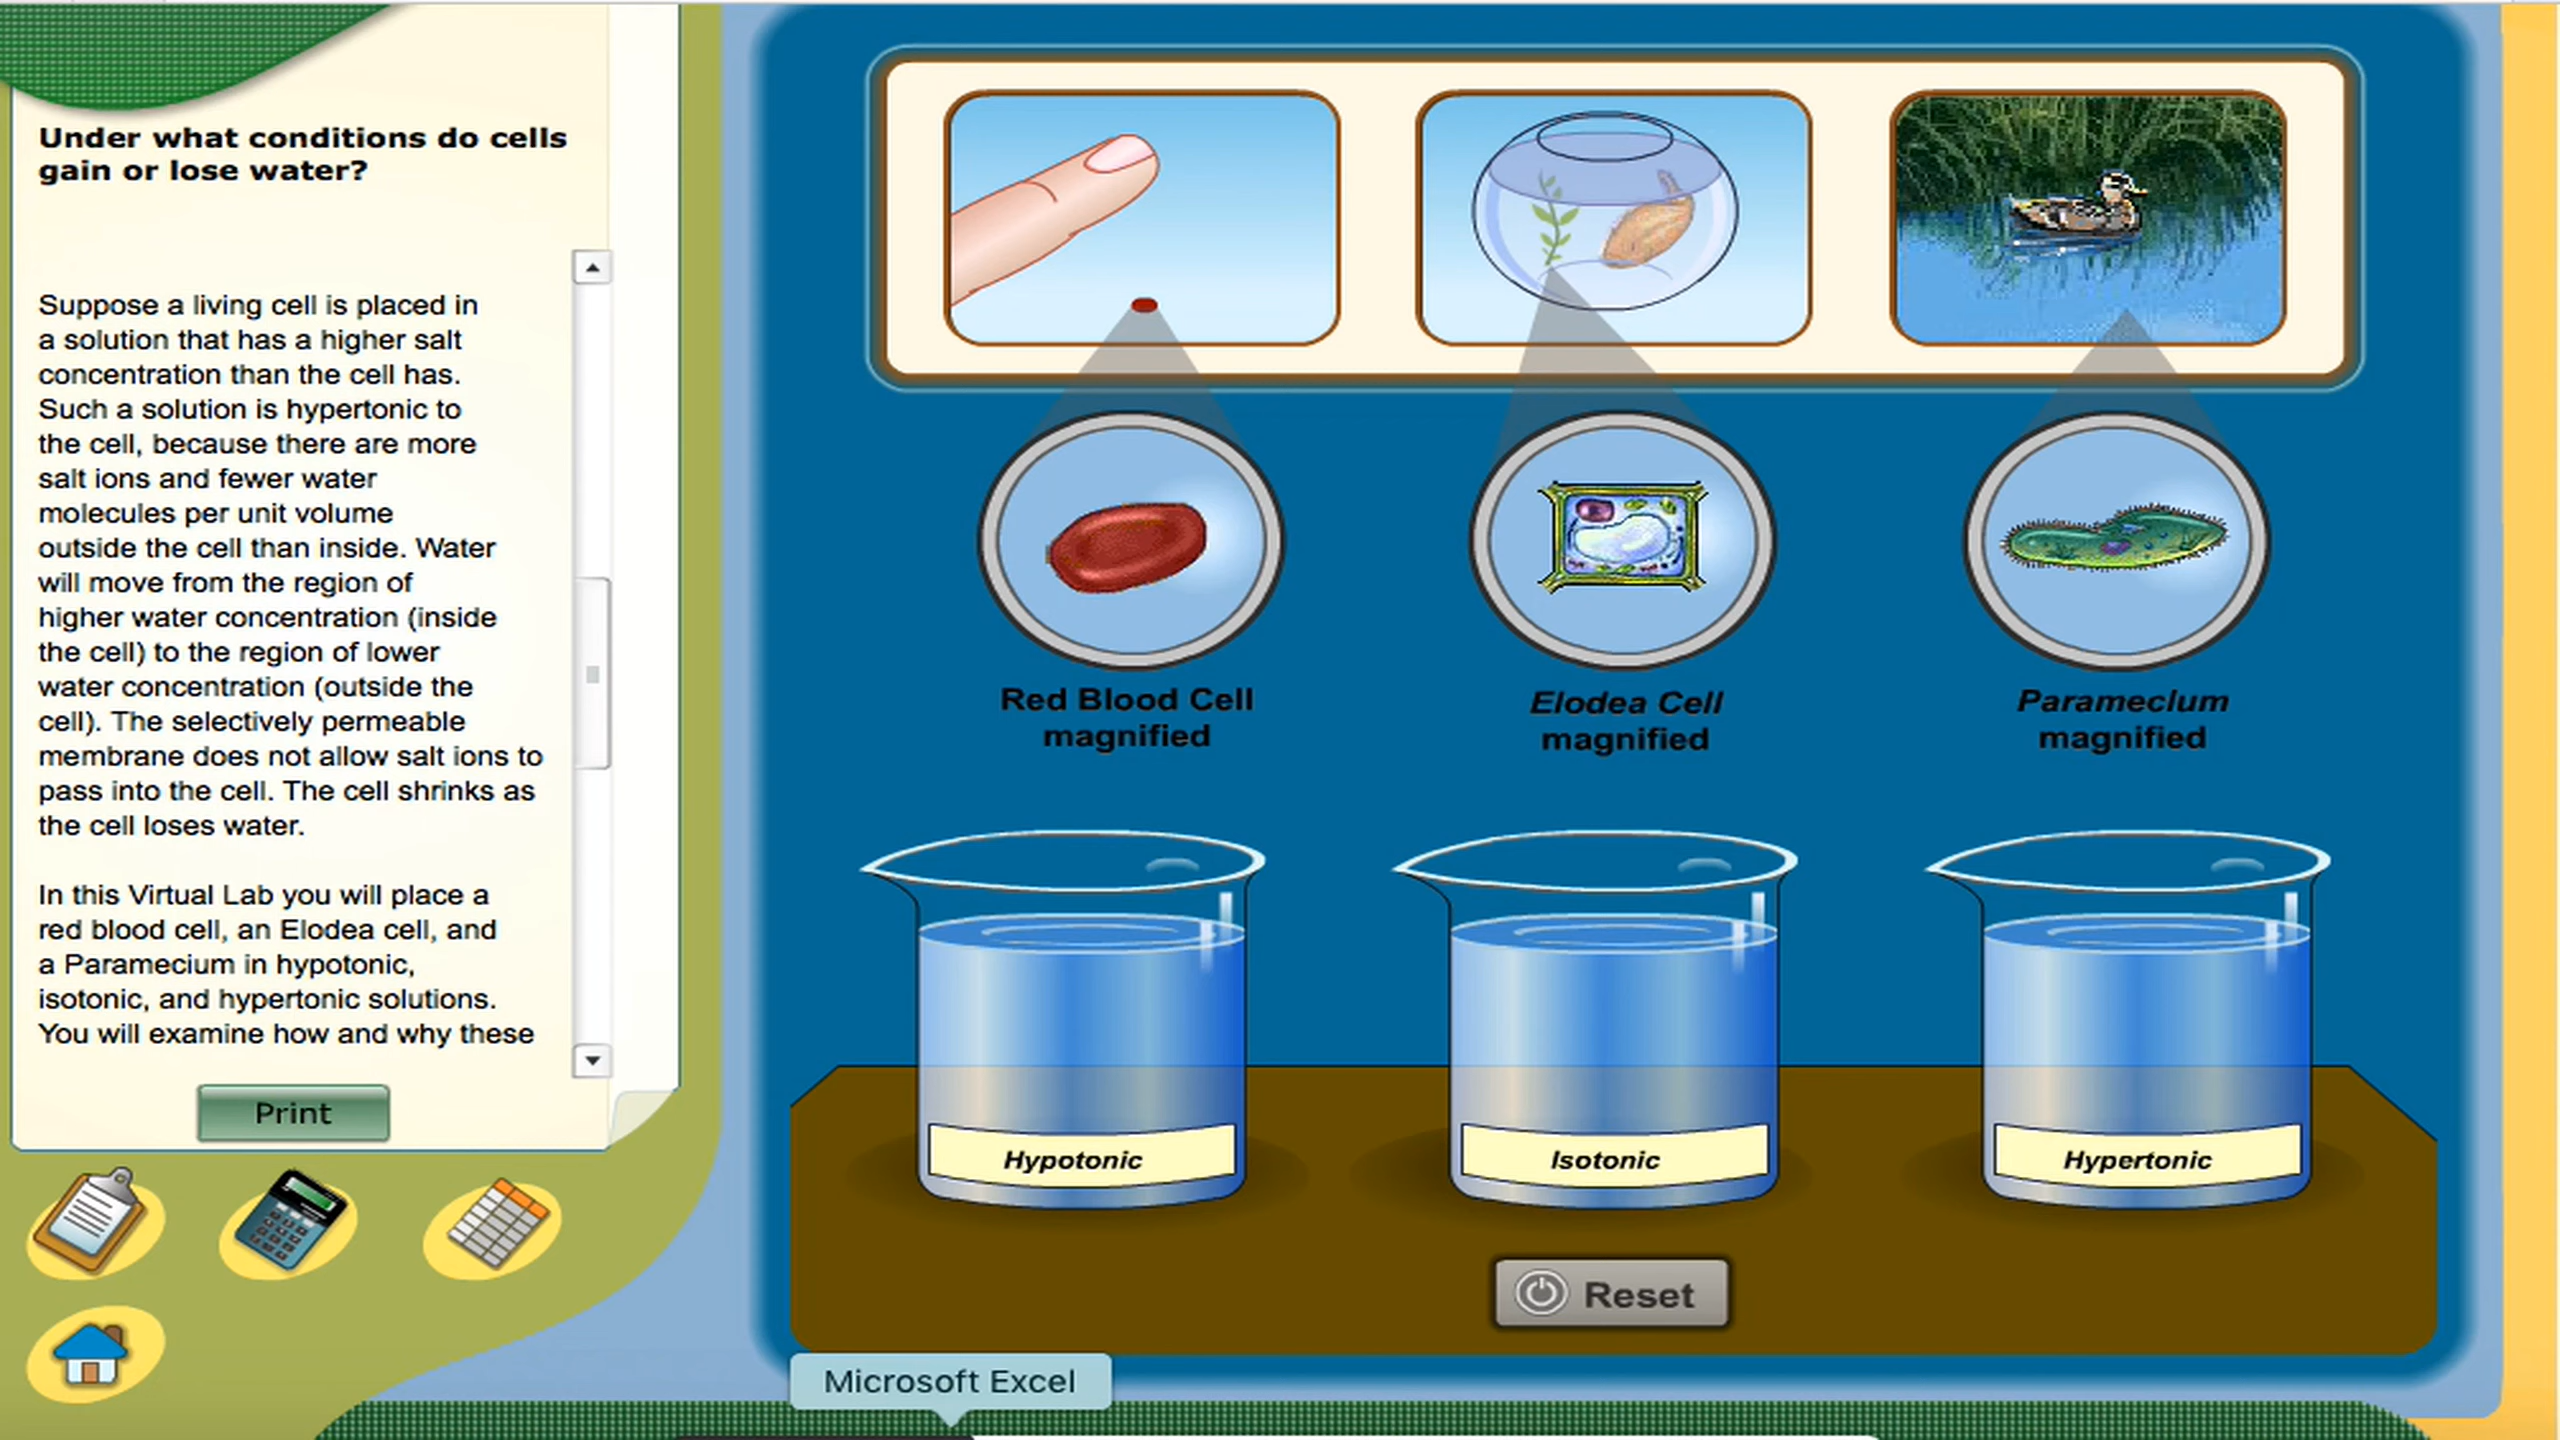 Under what conditions do cells
gain or lose water?
Suppose a living cell is placed in
a solution that has a higher salt
concentration than the cell has.
Such a solution is hypertonic to
the cell, because there are more
salt ions and fewer water
molecules per unit volume
outside the cell than inside. Water
will move from the region of
higher water concentration (inside
the cell) to the region of lower
water concentration (outside the
cell). The selectively permeable
membrane does not allow salt ions to
pass into the cell. The cell shrinks as
the cell loses water.
In this Virtual Lab you will place a
red blood cell, an Elodea cell, and
a Paramecium in hypotonic,
isotonic, and hypertonic solutions.
You will examine how and why these
Print
Red Blood Cell
magnified
Elodea Cell
magnified
Parameclum
magnified
Hypotonic
Isotonic
Hypertonic
Reset
Microsoft Excel